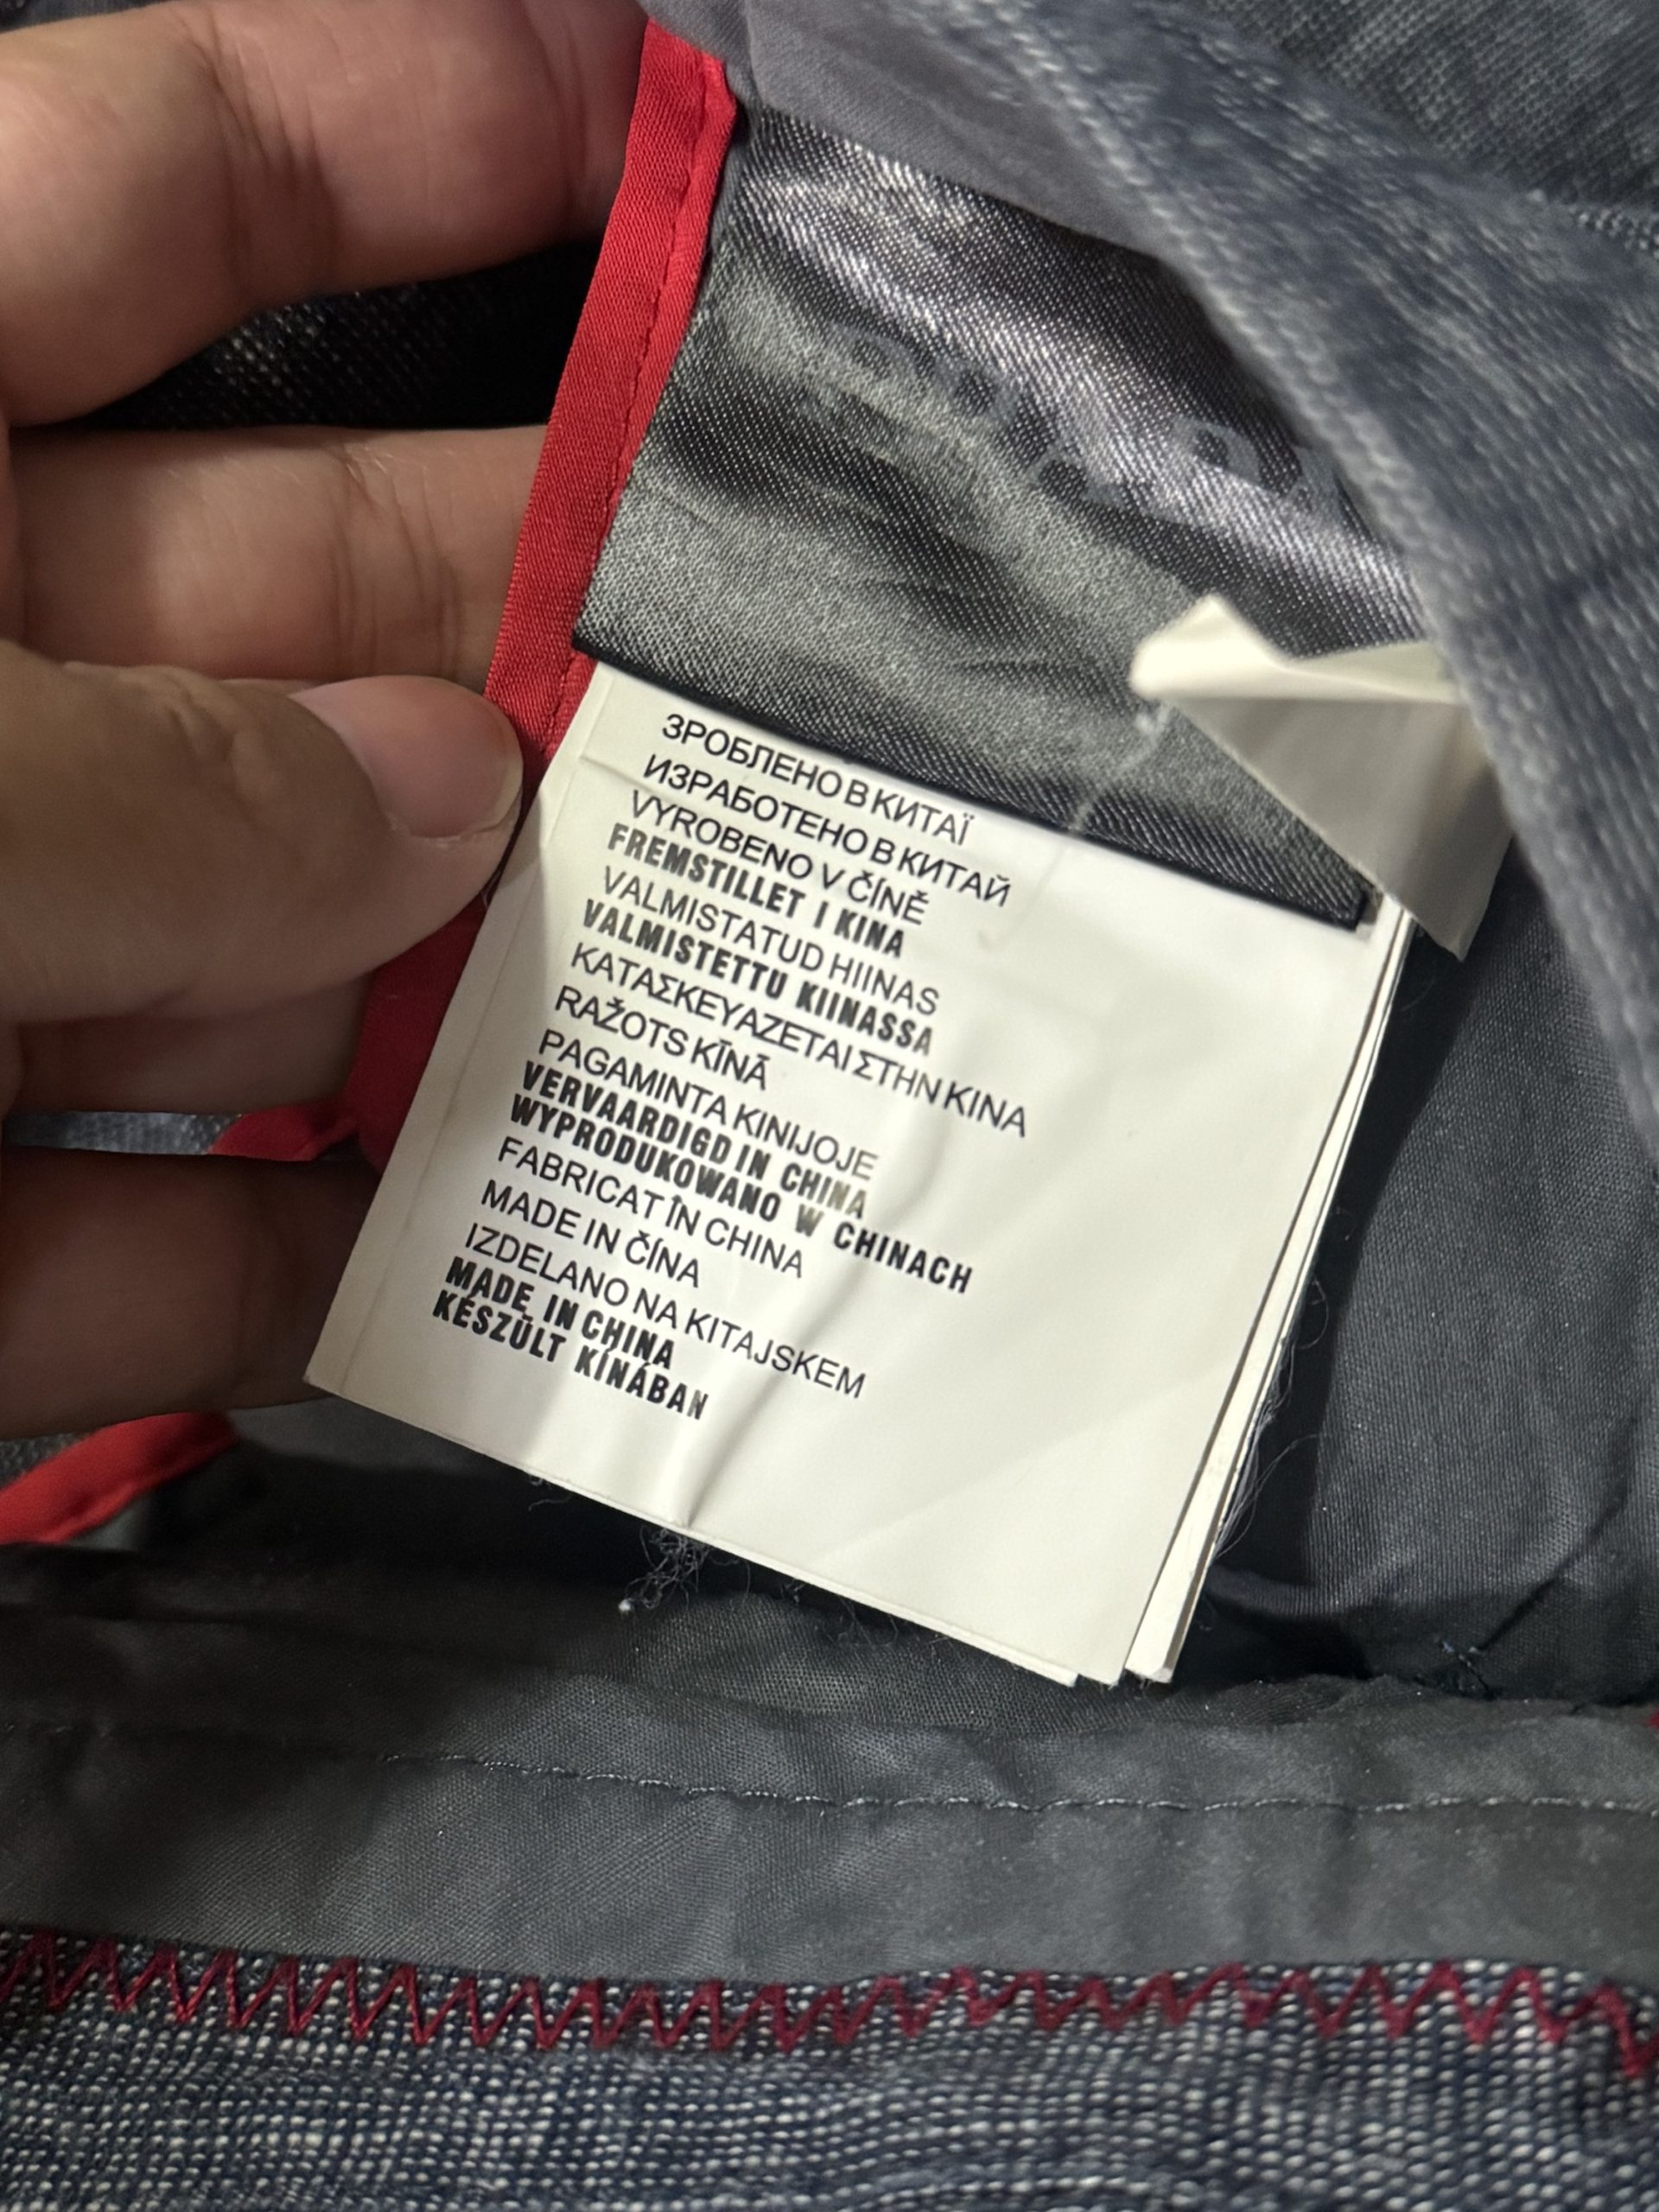 ЗРОБЛЕНО В КИТАЇ
ИЗРАБОТЕНО В КИТАЙ
VYROBENO V ČÍNĚ
FREMSTILLET I KINA
VALMISTATUD HIINAS
VALMISTETTU KIINASSA
ΚΑΤΑΣΚΕΥΑΖΕΤΑΙ ΣΤΗΝ ΚΙΝΑ
RAŽOTS ĶĪNĀ
PAGAMINTA KINIJOJE
VERVAARDIGD IN CHINA
WYPRODUKOWANO W CHINACH
FABRICAT ÎN CHINA
MADE IN ČÍNA
IZDELANO NA KITAJSKEM
MADE IN CHINA
KÉSZÜLT KÍNÁBAN